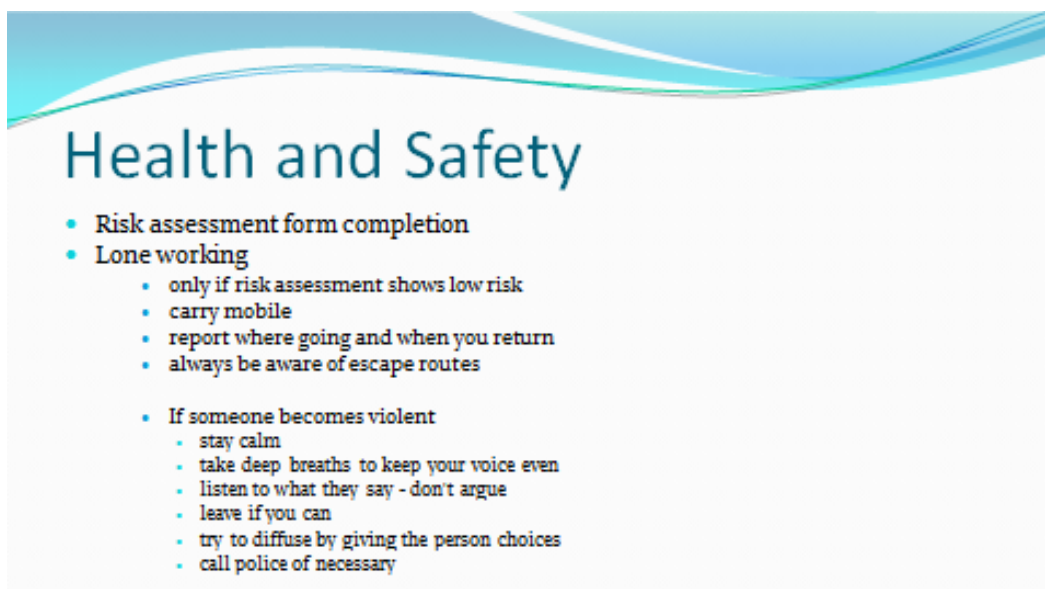 Health and Safety
Risk assessment form completion
Lone working
only if risk assessment shows low risk
carry mobile
report where going and when you return
always be aware of escape routes
If someone becomes violent
stay calm
take deep breaths to keep your voice even
listen to what they say - don't argue
leave if you can
try to diffuse by giving the person choices
call police of necessary